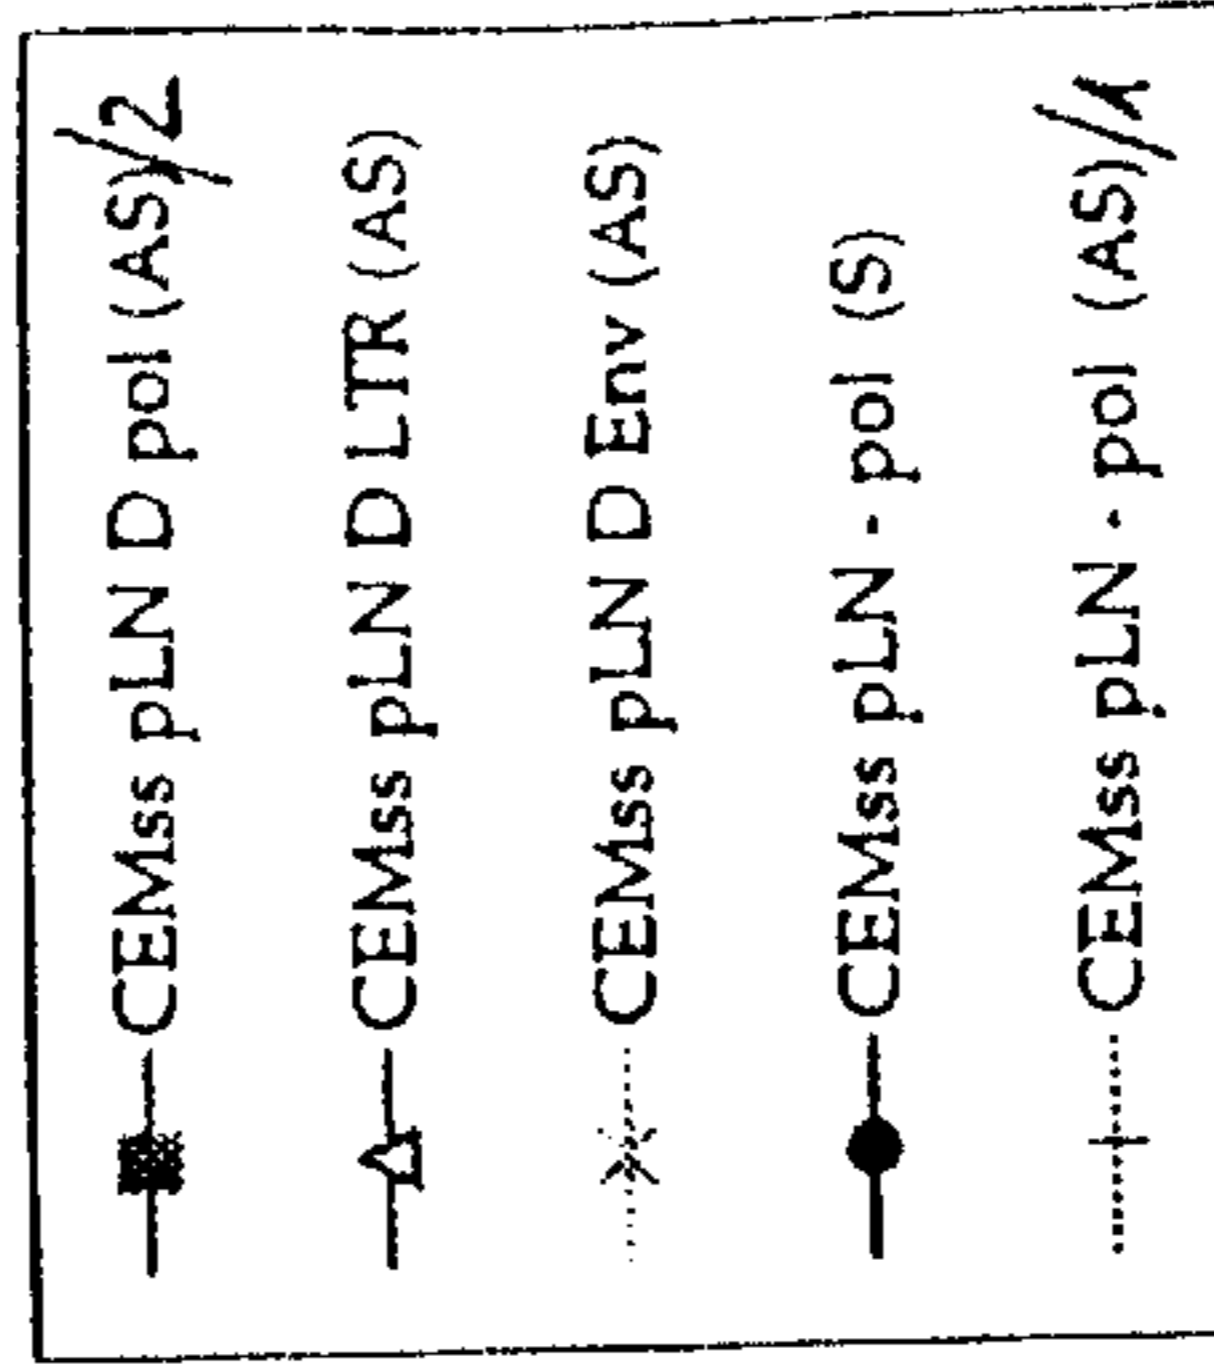 CEMss pLN D pol (AS)/2
CEMss pLN D LTR (AS)
CEMss pLN D Env (AS)
CEMss pLN - pol (S)
CEMss pLN - pol (AS)/1